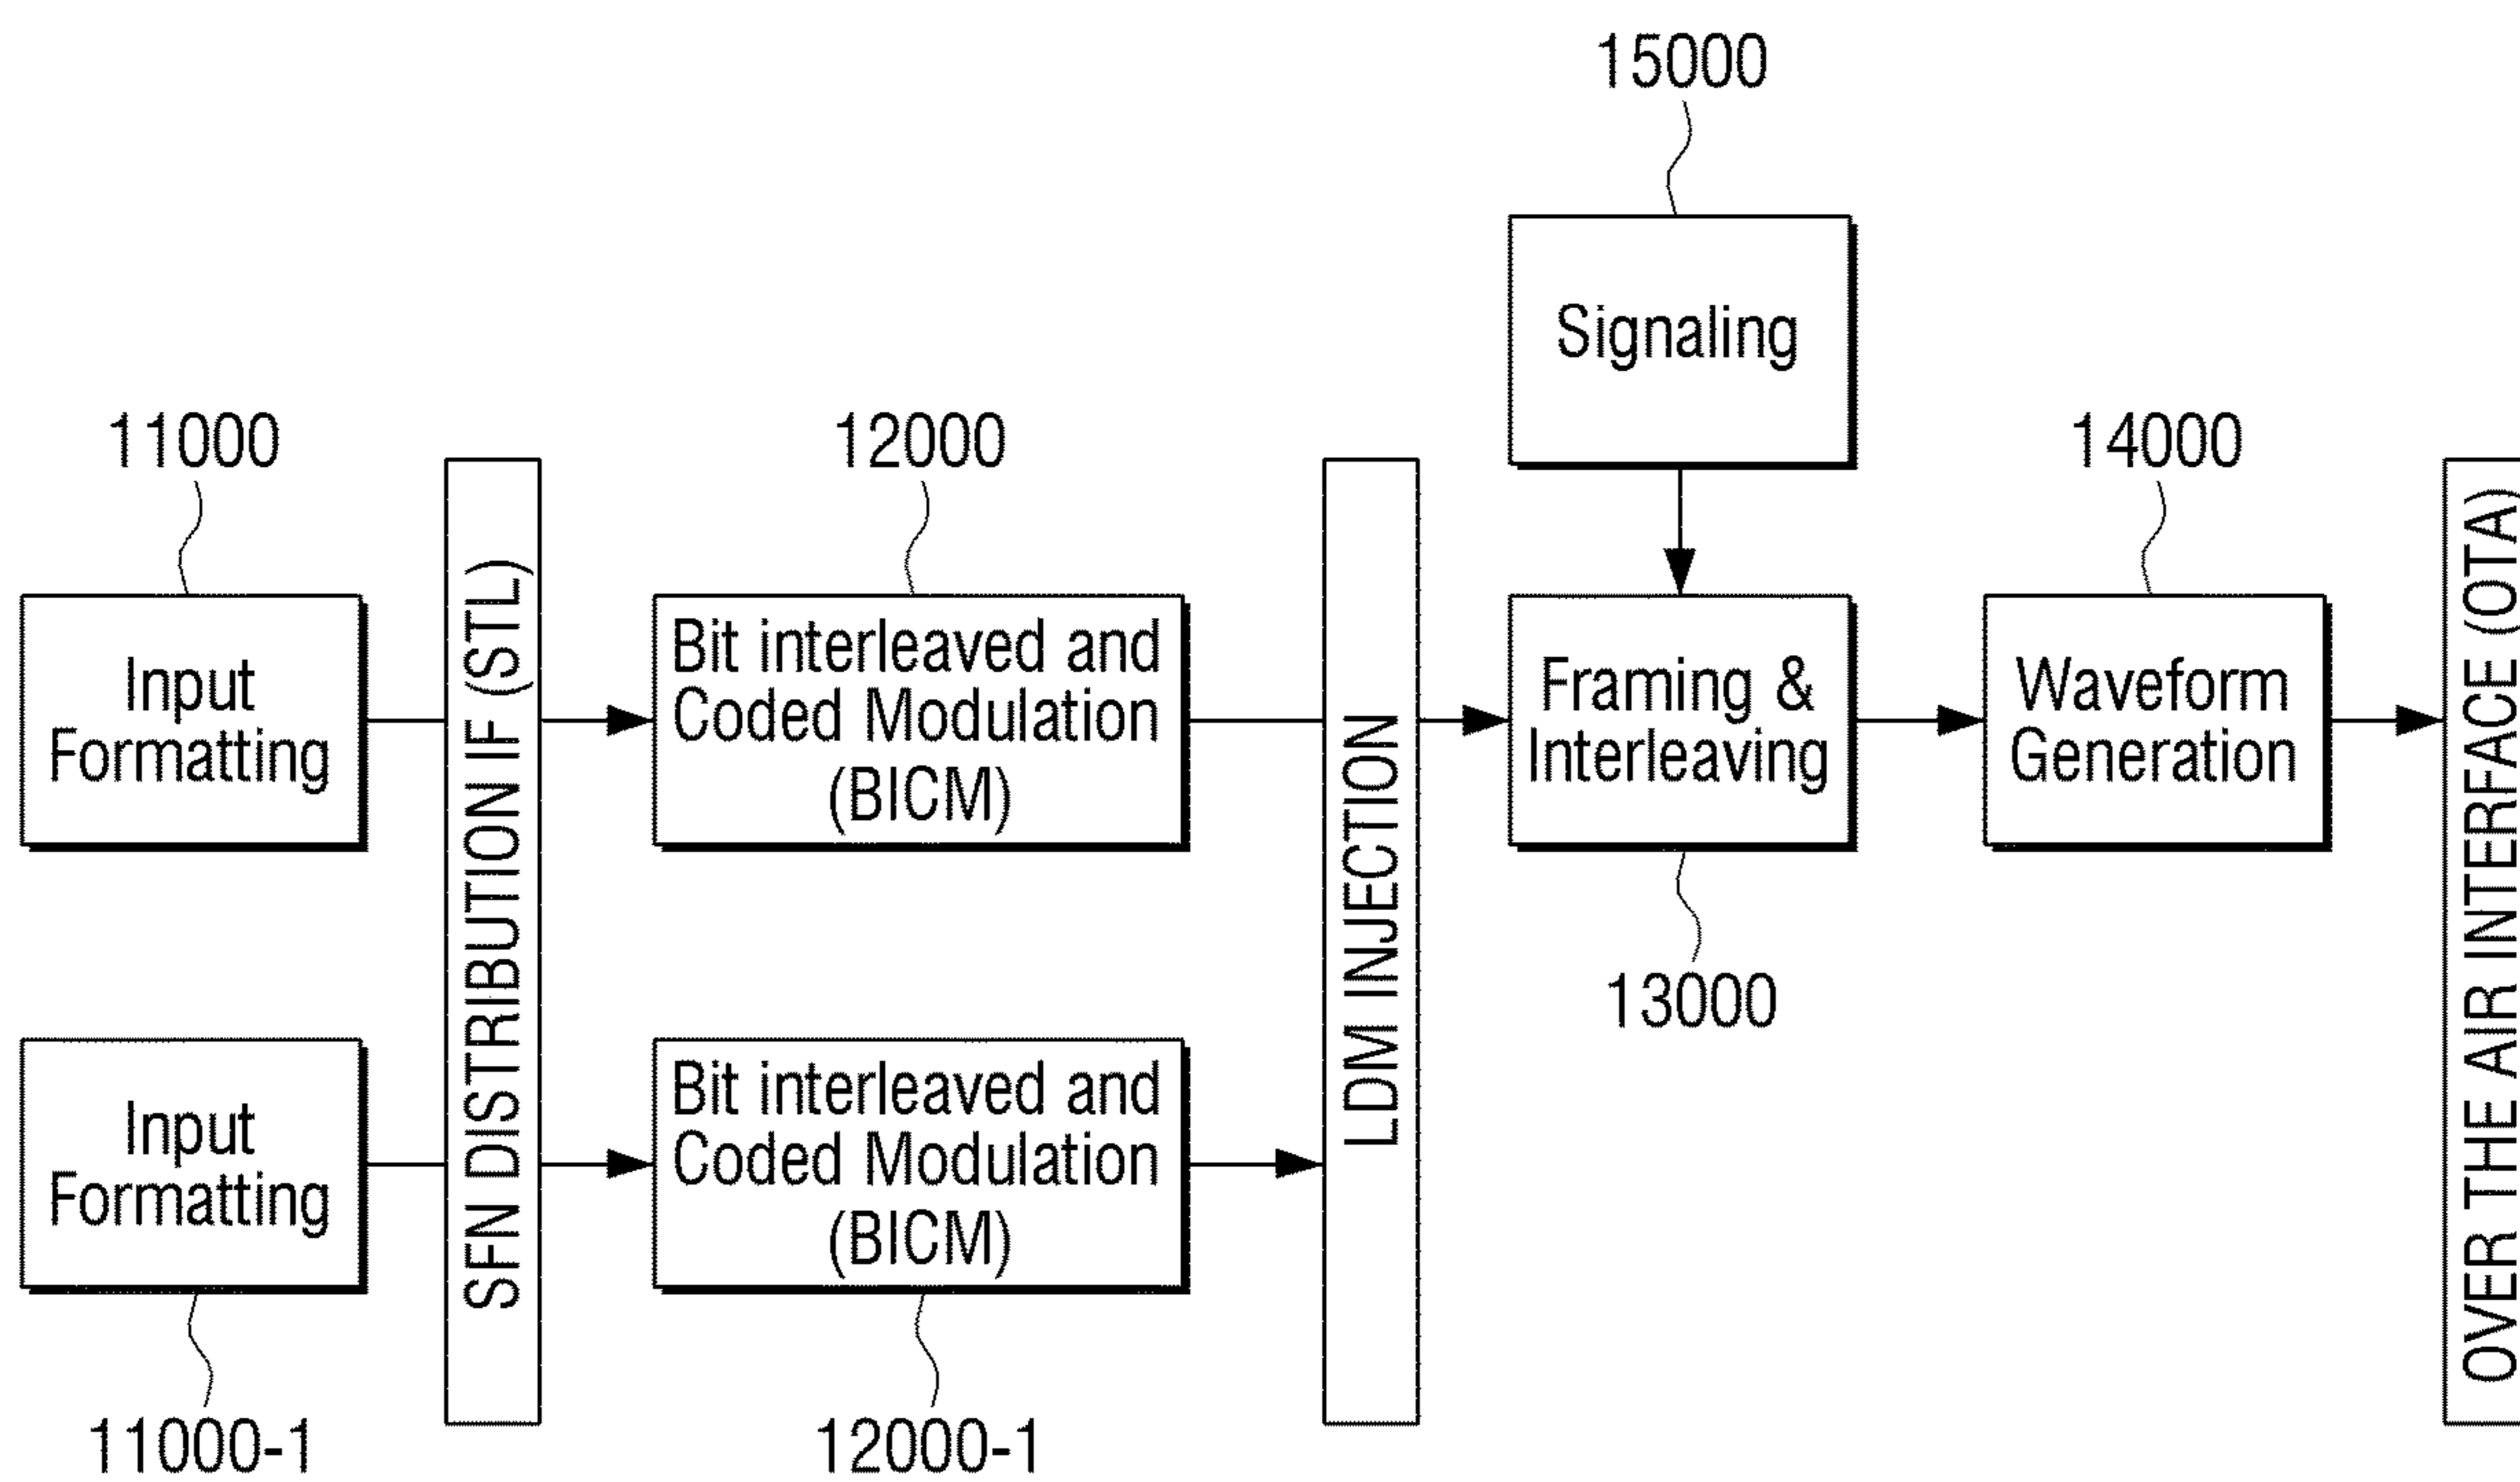 15000
Signaling
11000
12000
14000
Input
Formatting
SFN DISTRIBUTION IF (STL)
Bit interleaved and
Coded Modulation
(BICM)
LDM INJECTION
Framing &
Interleaving
Waveform
Generation
OVER THE AIR INTERFACE (OTA)
13000
Input
Formatting
Bit interleaved and
Coded Modulation
(BICM)
11000-1
12000-1